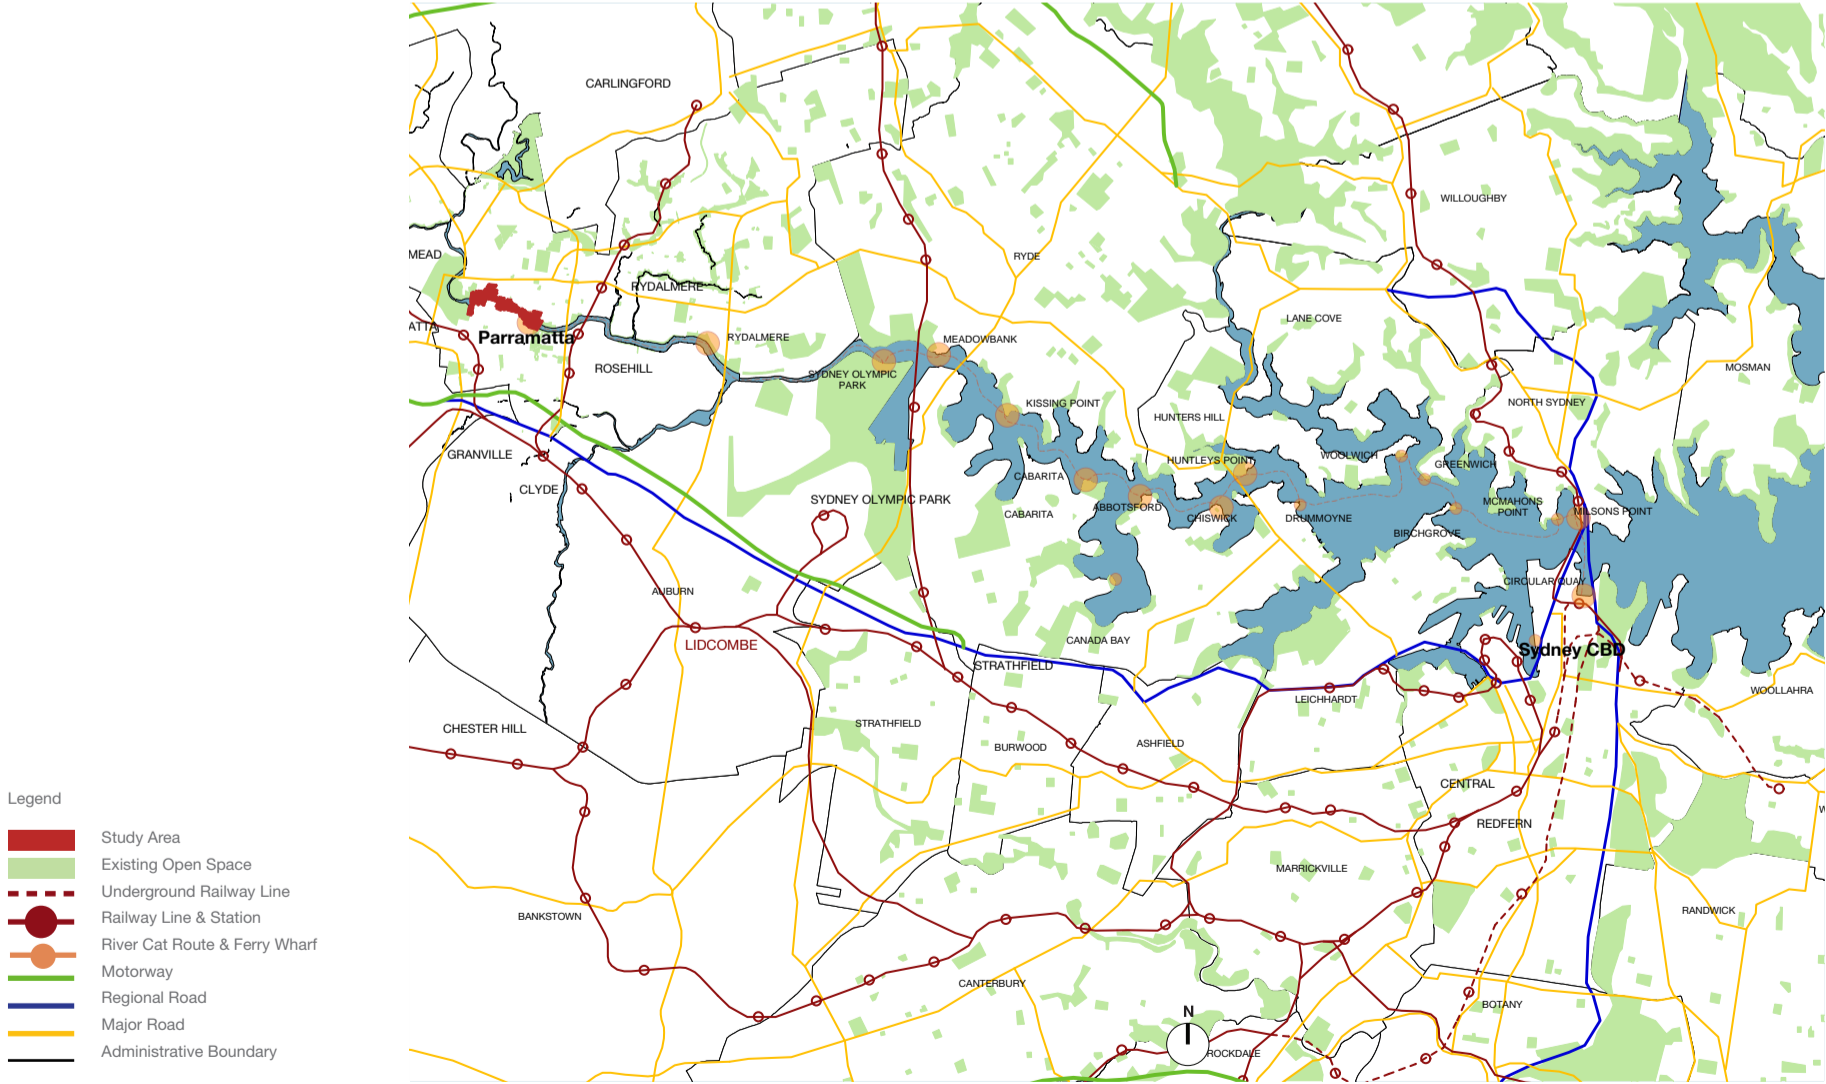 CARLINGFORD
WILLOUGHBY
MEAD
RYDE
RYDALMERE
LANE COVE
ATTA
Parramatta
RYDALMERE
MEADOWBANK
ROSEHILL
SYDNEY OLYMPIC
PARK
MOSMAN
KISSING POINT
NORTH SYDNEY
HUNTERS HILL
GRANVILLE
HUNTLEYS POINT
WOOLWICH
GREENWICH
CABARITA
CLYDE
SYDNEY OLYMPIC PARK
CABARITA
ABBOTSFORD
CHISWICK
DRUMMOYNE
MCMAHONS
POINT
MILSONS POINT
BIRCHGROVE
CIRCULAR QUAY
AUBURN
CANADA BAY
LIDCOMBE
Sydney CBD
STRATHFIELD
WOOLLAHRA
LEICHHARDT
STRATHFIELD
CHESTER HILL
BURWOOD
ASHFIELD
CENTRAL
W
REDFERN
MARRICKVILLE
BANKSTOWN
RANDWICK
CANTERBURY
BOTANY
N
ROCKDALE
Legend
Study Area
Existing Open Space
Underground Railway Line
Railway Line & Station
River Cat Route & Ferry Wharf
Motorway
Regional Road
Major Road
Administrative Boundary